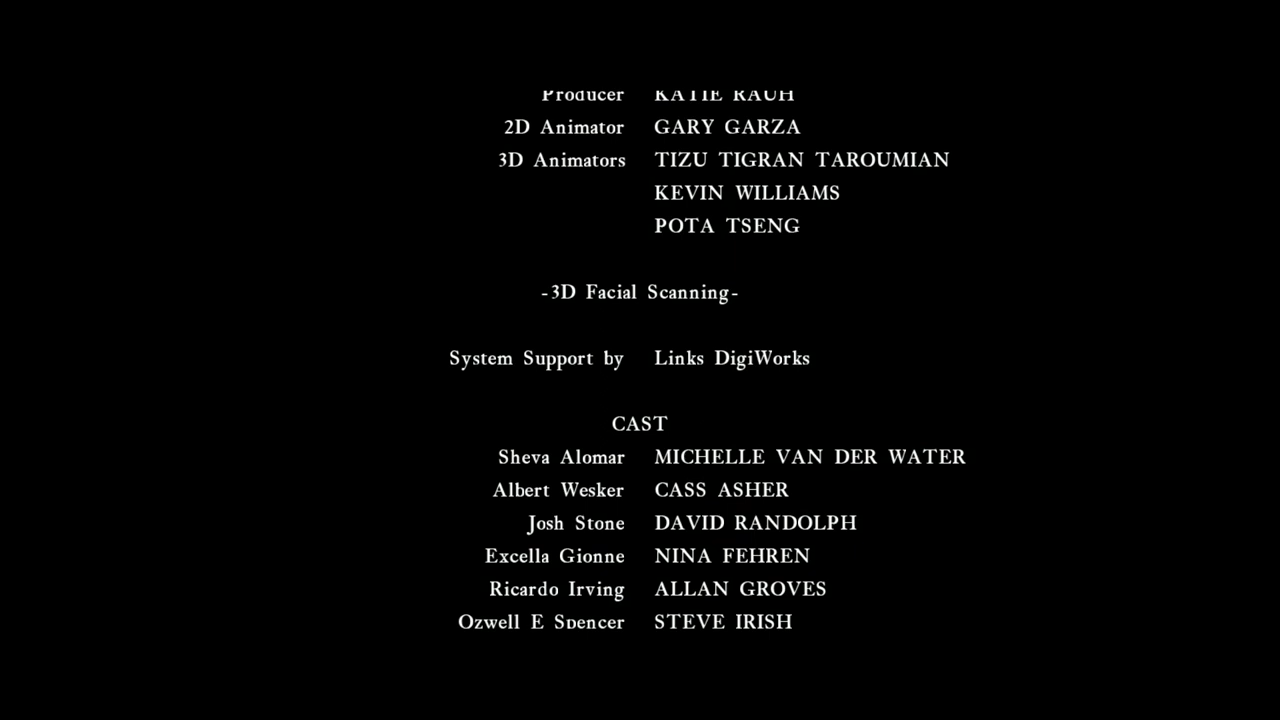 Producer KATIE RAUH
2D Animator GARY GARZA
3D Animators TIZU TIGRAN TAROUMIAN
KEVIN WILLIAMS
POTA TSENG
-3D Facial Scanning-
System Support by Links DigiWorks
CAST
Sheva Alomar MICHELLE VAN DER WATER
Albert Wesker CASS ASHER
Josh Stone DAVID RANDOLPH
Excella Gionne NINA FEHREN
Ricardo Irving ALLAN GROVES
Ozwell E Spencer STEVE IRISH